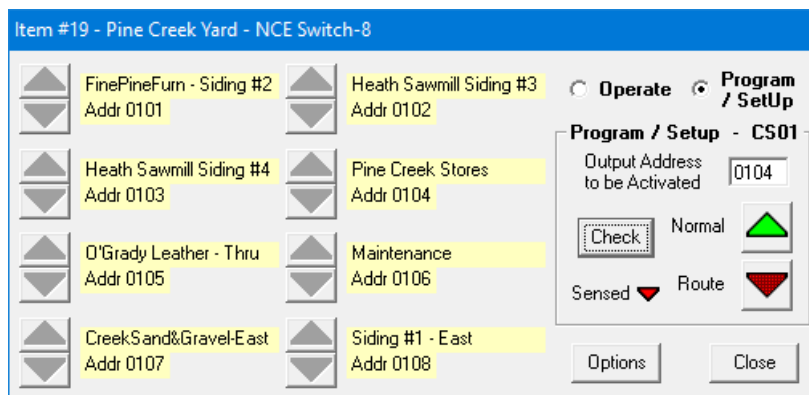 Item #19 - Pine Creek Yard - NCE Switch-8
FinePineFurn - Siding #2
Addr 0101
Heath Sawmill Siding #3
Addr 0102
Heath Sawmill Siding #4
Addr 0103
Pine Creek Stores
Addr 0104
O'Grady Leather - Thru
Addr 0105
Maintenance
Addr 0106
CreekSand&Gravel-East
Addr 0107
Siding #1 - East
Addr 0108
Operate
Program
/ SetUp
Program / Setup - CS01
Output Address
to be Activated
0104
Check
Normal
Sensed
Route
Options
Close